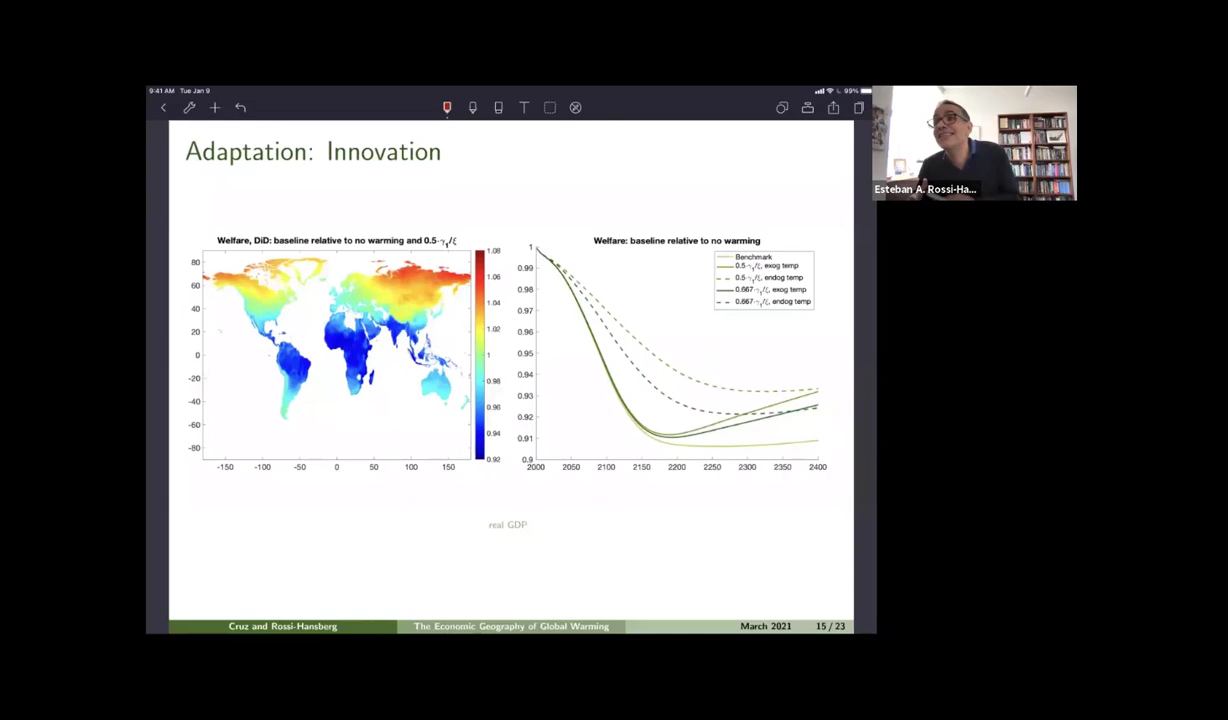 9:41 AM Tue Jan 9
99%
Adaptation: Innovation
Welfare, DiD: baseline relative to no warming and 0.5·γ₁/ξ
80
60
40
20
0
-20
-40
-60
-80
-150 -100 -50 0 50 100 150
1.08
1.06
1.04
1.02
1
0.98
0.96
0.94
0.92
Welfare: baseline relative to no warming
1
0.99
0.98
0.97
0.96
0.95
0.94
0.93
0.92
0.91
0.9
2000 2050 2100 2150 2200 2250 2300 2350 2400
Benchmark
0.5·γ₁/ξ, exog temp
0.5·γ₁/ξ, endog temp
0.667·γ₁/ξ, exog temp
0.667·γ₁/ξ, endog temp
real GDP
Cruz and Rossi-Hansberg The Economic Geography of Global Warming March 2021 15 / 23
Esteban A. Rossi-Ha...